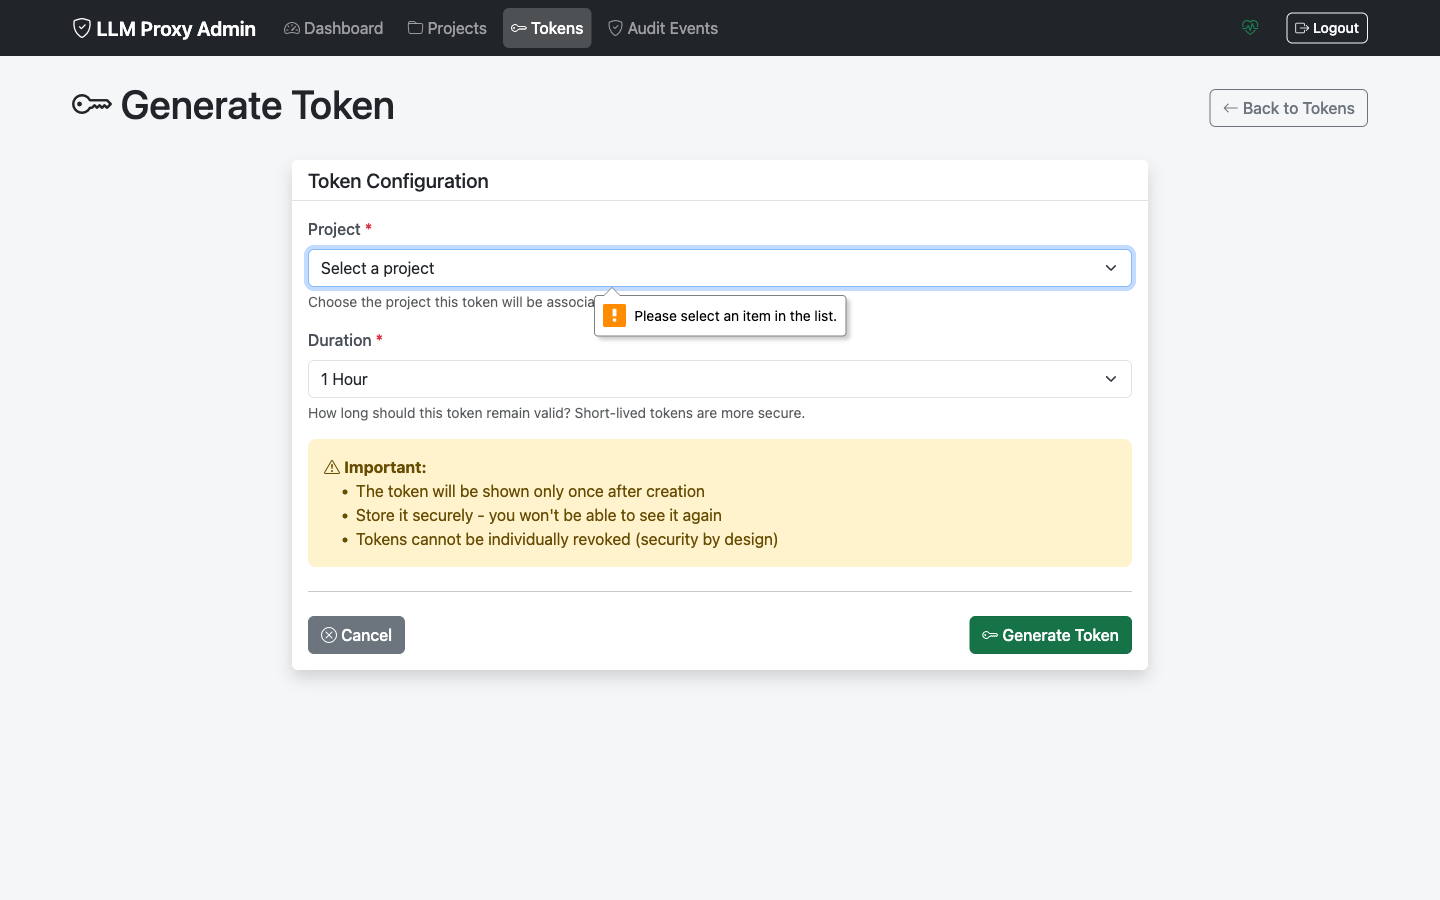 LLM Proxy Admin Dashboard Projects Tokens Audit Events Logout
Generate Token
Back to Tokens
Token Configuration
Project *
Select a project
Choose the project this token will be
Please select an item in the list.
Duration *
1 Hour
How long should this token remain valid? Short-lived tokens are more secure.
Important:
• The token will be shown only once after creation
• Store it securely - you won't be able to see it again
• Tokens cannot be individually revoked (security by design)
Cancel
Generate Token